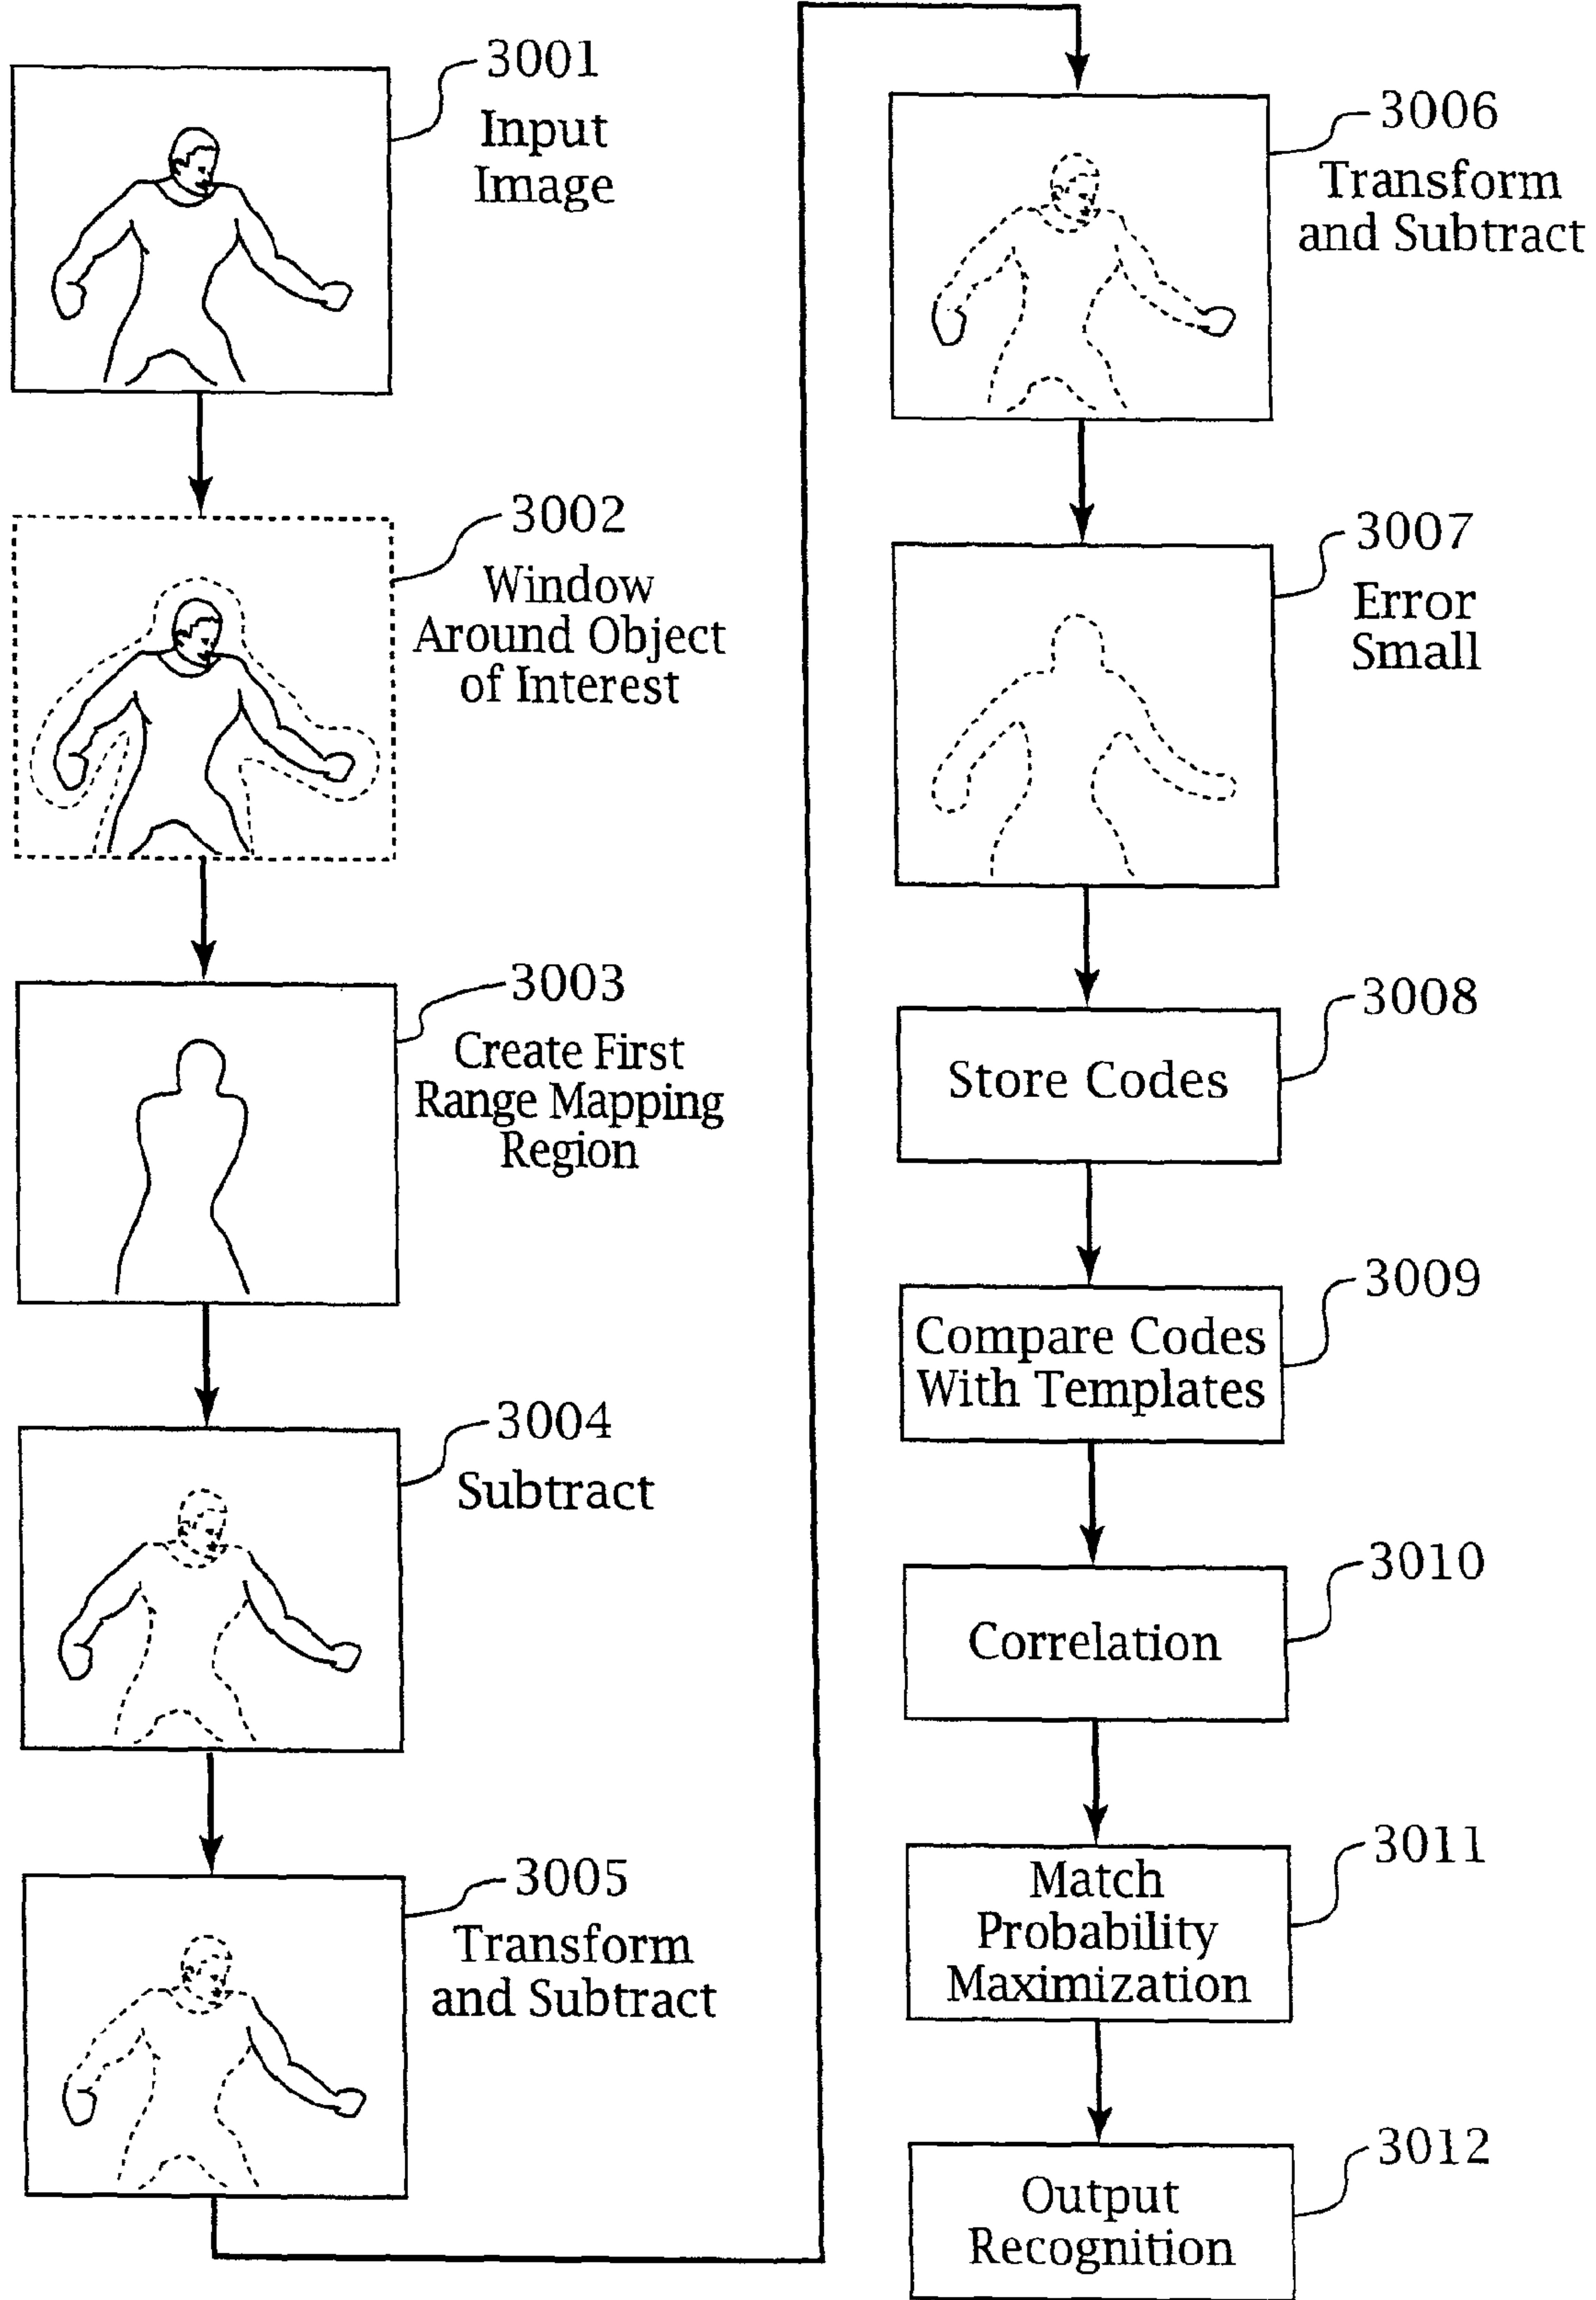 3001
Input
Image
3002
Window
Around Object
of Interest
3003
Create First
Range Mapping
Region
3004
Subtract
3005
Transform
and Subtract
3006
Transform
and Subtract
3007
Error
Small
3008
Store Codes
3009
Compare Codes
With Templates
3010
Correlation
3011
Match
Probability
Maximization
3012
Output
Recognition